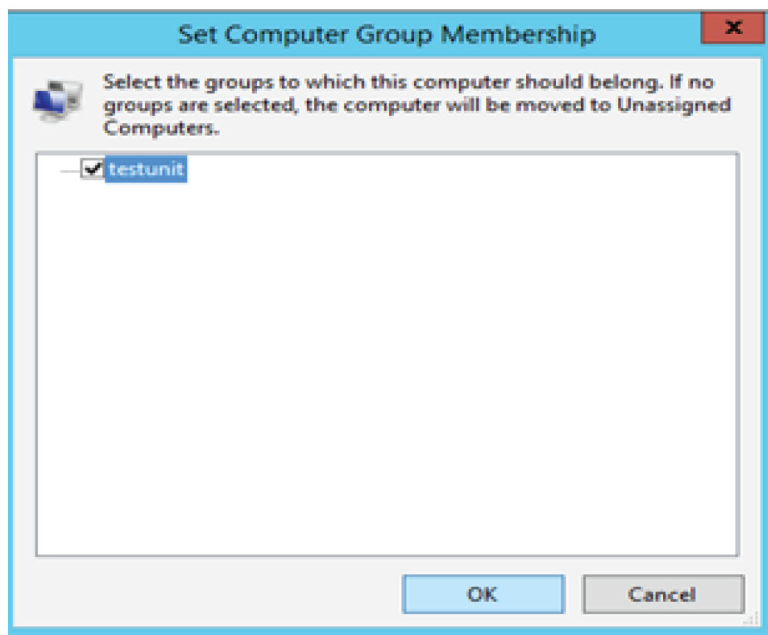 Set Computer Group Membership
x
Select the groups to which this computer should belong. If no
groups are selected, the computer will be moved to Unassigned
Computers.
testunit
OK
Cancel